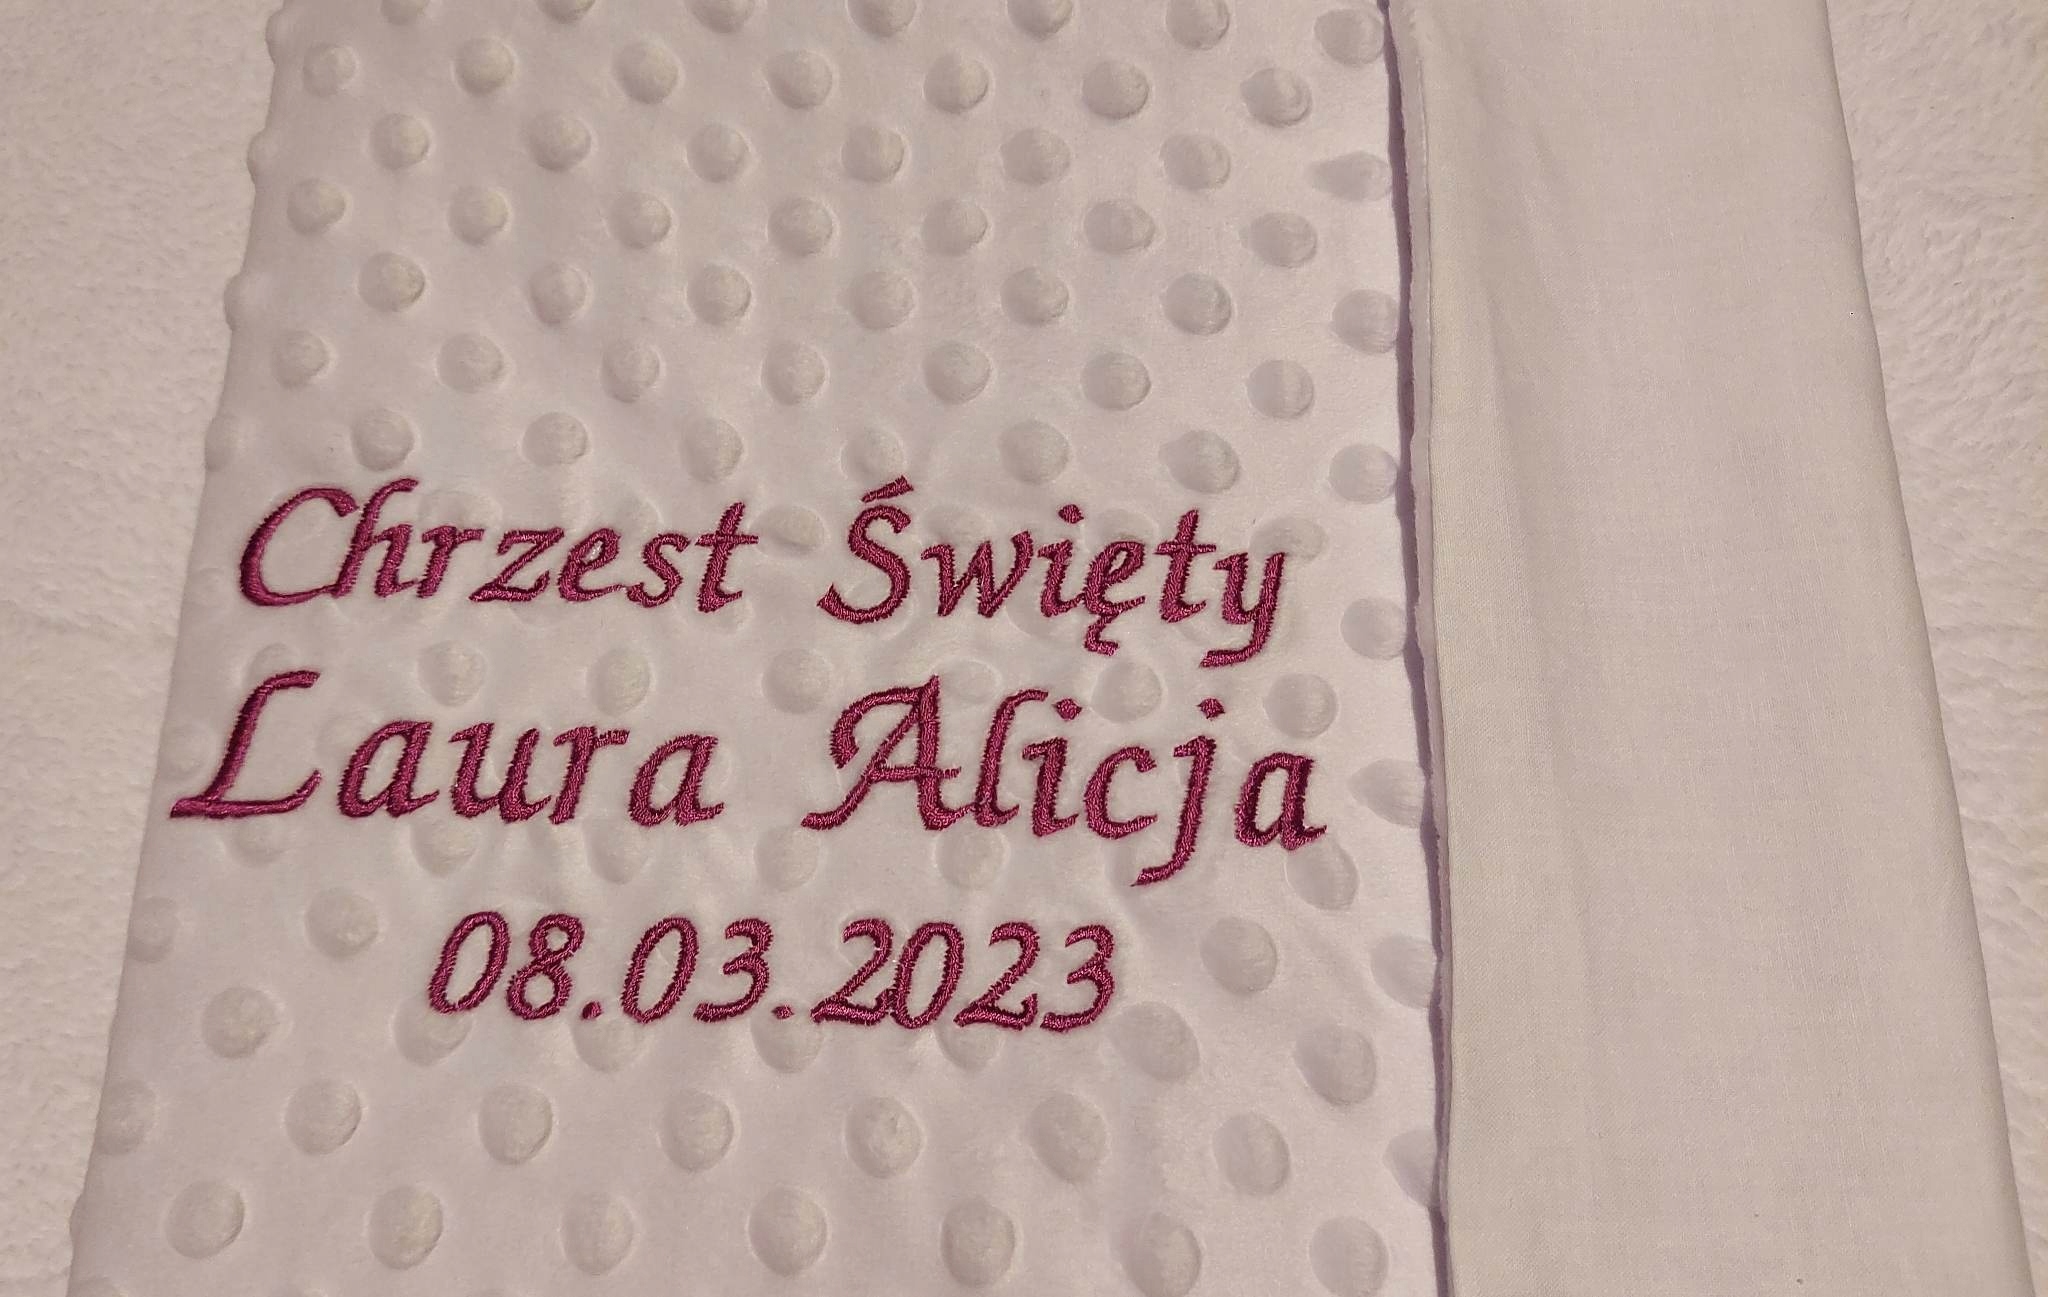 Chrzest Święty
Laura Alicja
08.03.2023